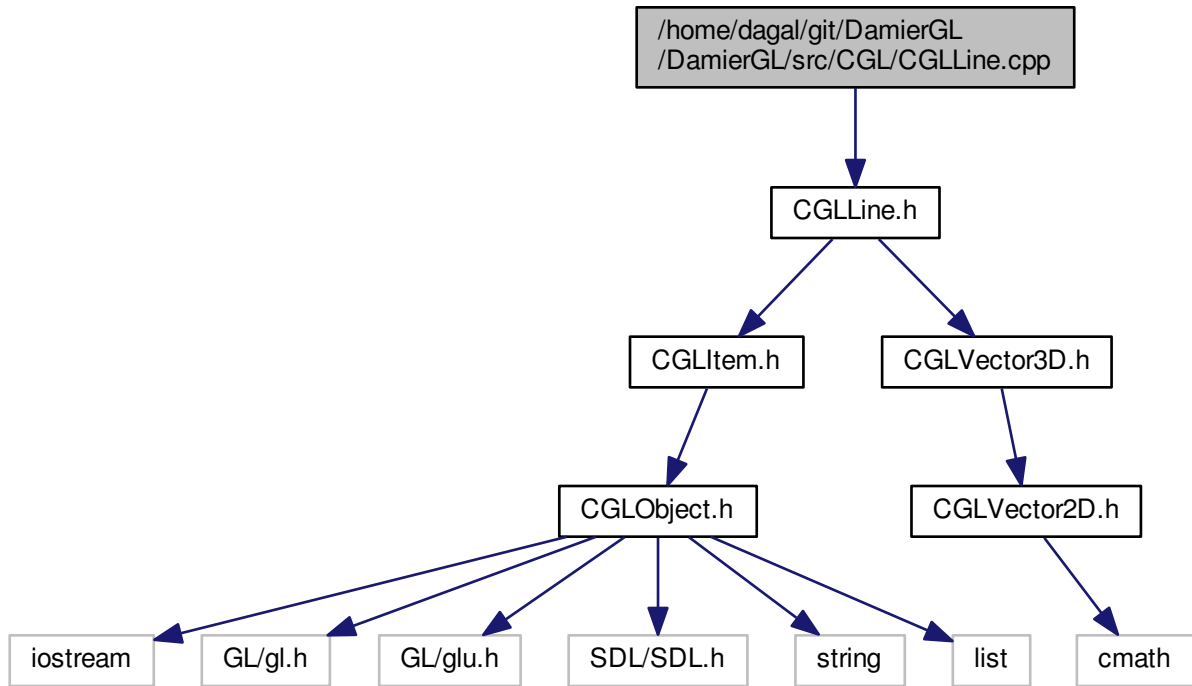 /home/dagal/git/DamierGL
/DamierGL/src/CGL/CGLLine.cpp
CGLLine.h
CGLItem.h
CGLVector3D.h
CGLObject.h
CGLVector2D.h
iostream
GL/gl.h
GL/glu.h
SDL/SDL.h
string
list
cmath